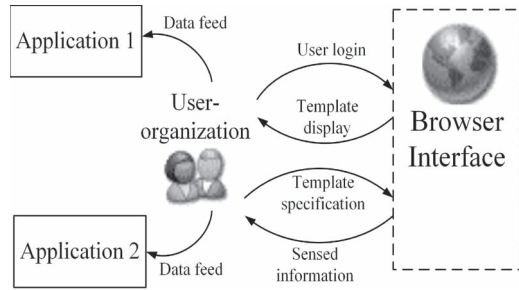 Application 1
Data feed
User-
organization
User login
Template
display
Browser
Interface
Template
specification
Sensed
information
Application 2
Data feed